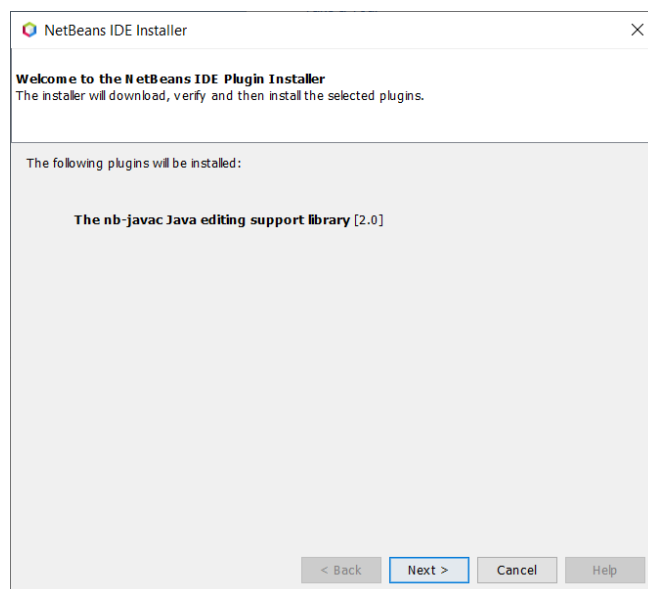 NetBeans IDE Installer
Welcome to the NetBeans IDE Plugin Installer
The installer will download, verify and then install the selected plugins.
The following plugins will be installed:
The nb-javac Java editing support library [2.0]
< Back
Next >
Cancel
Help